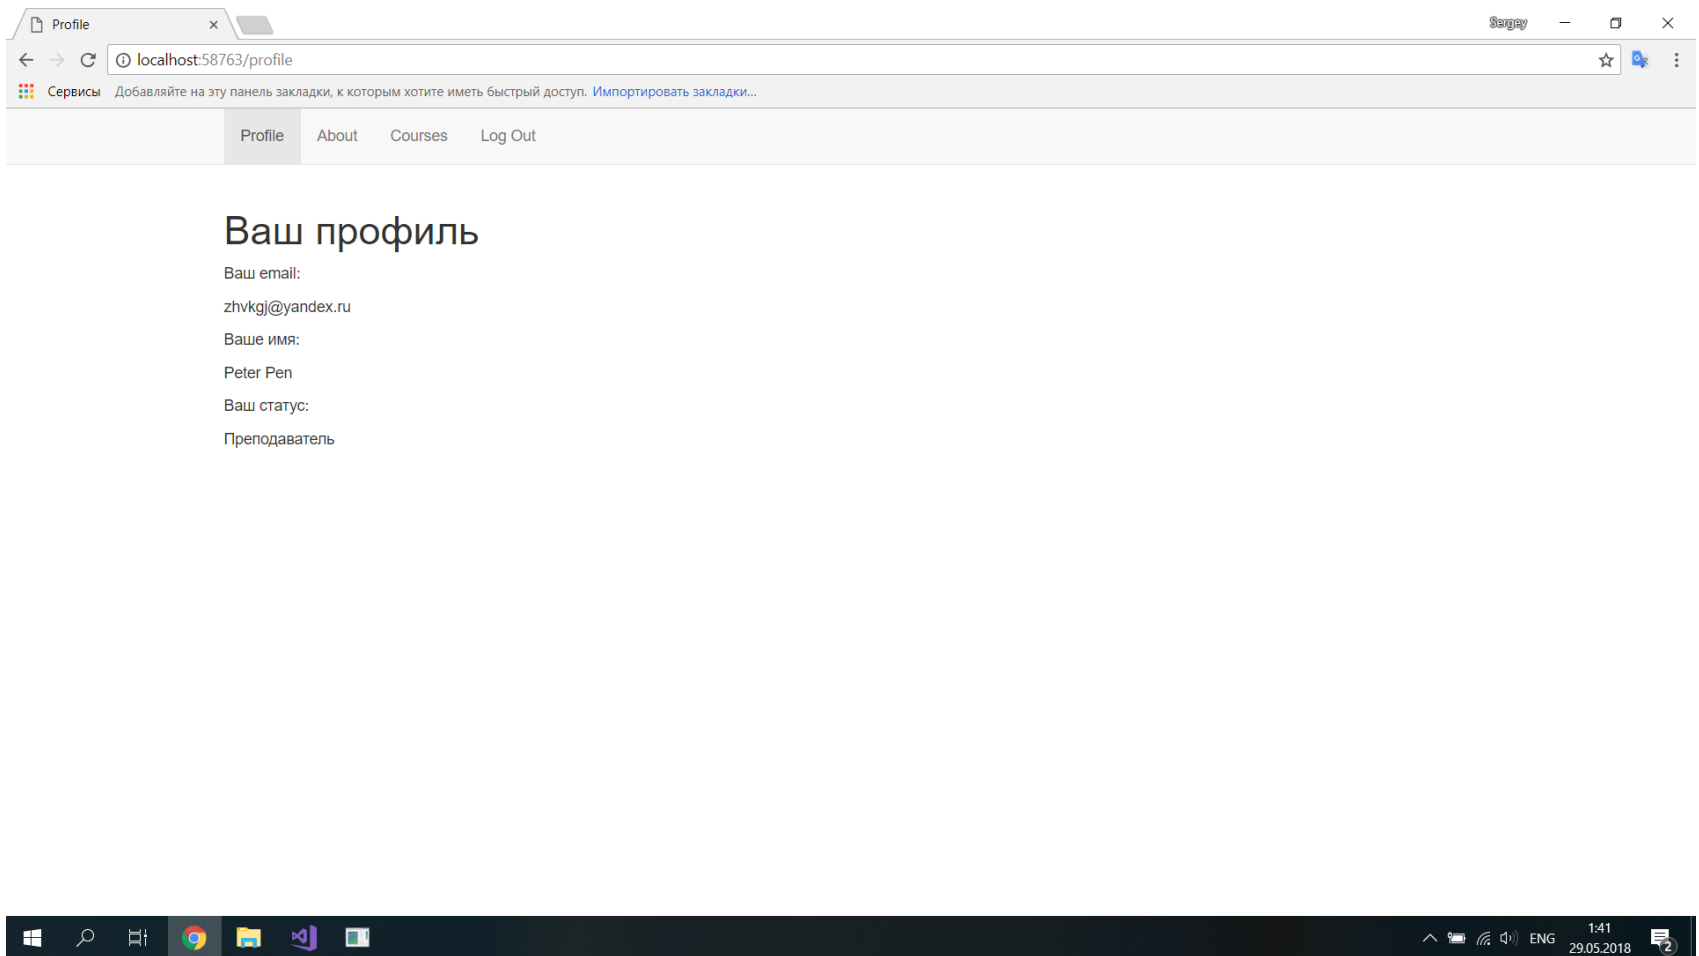 Profile
Sergey
localhost:58763/profile
Сервисы Добавляйте на эту панель закладки, к которым хотите иметь быстрый доступ. Импортировать закладки...
Profile About Courses Log Out
Ваш профиль
Ваш email:
zhvkgj@yandex.ru
Ваше имя:
Peter Pen
Ваш статус:
Преподаватель
ENG
1:41
29.05.2018
2